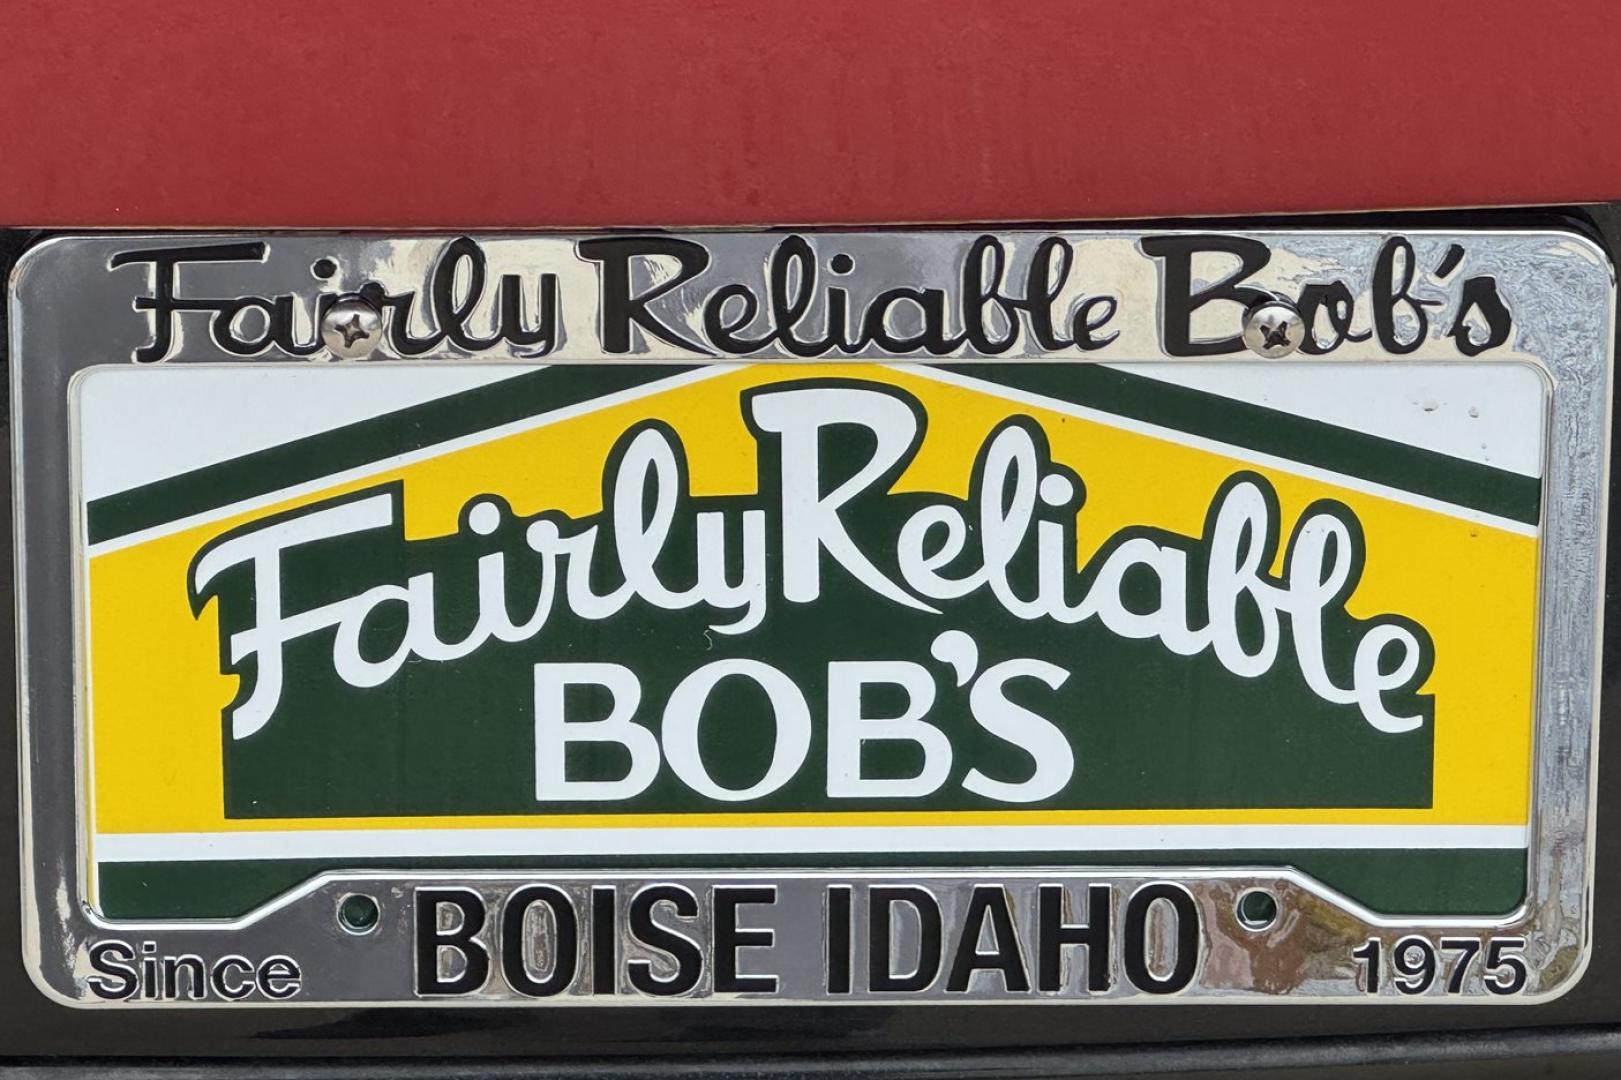 Fairly Reliable Bob's
Fairly Reliable
BOB'S
BOISE IDAHO
Since 1975